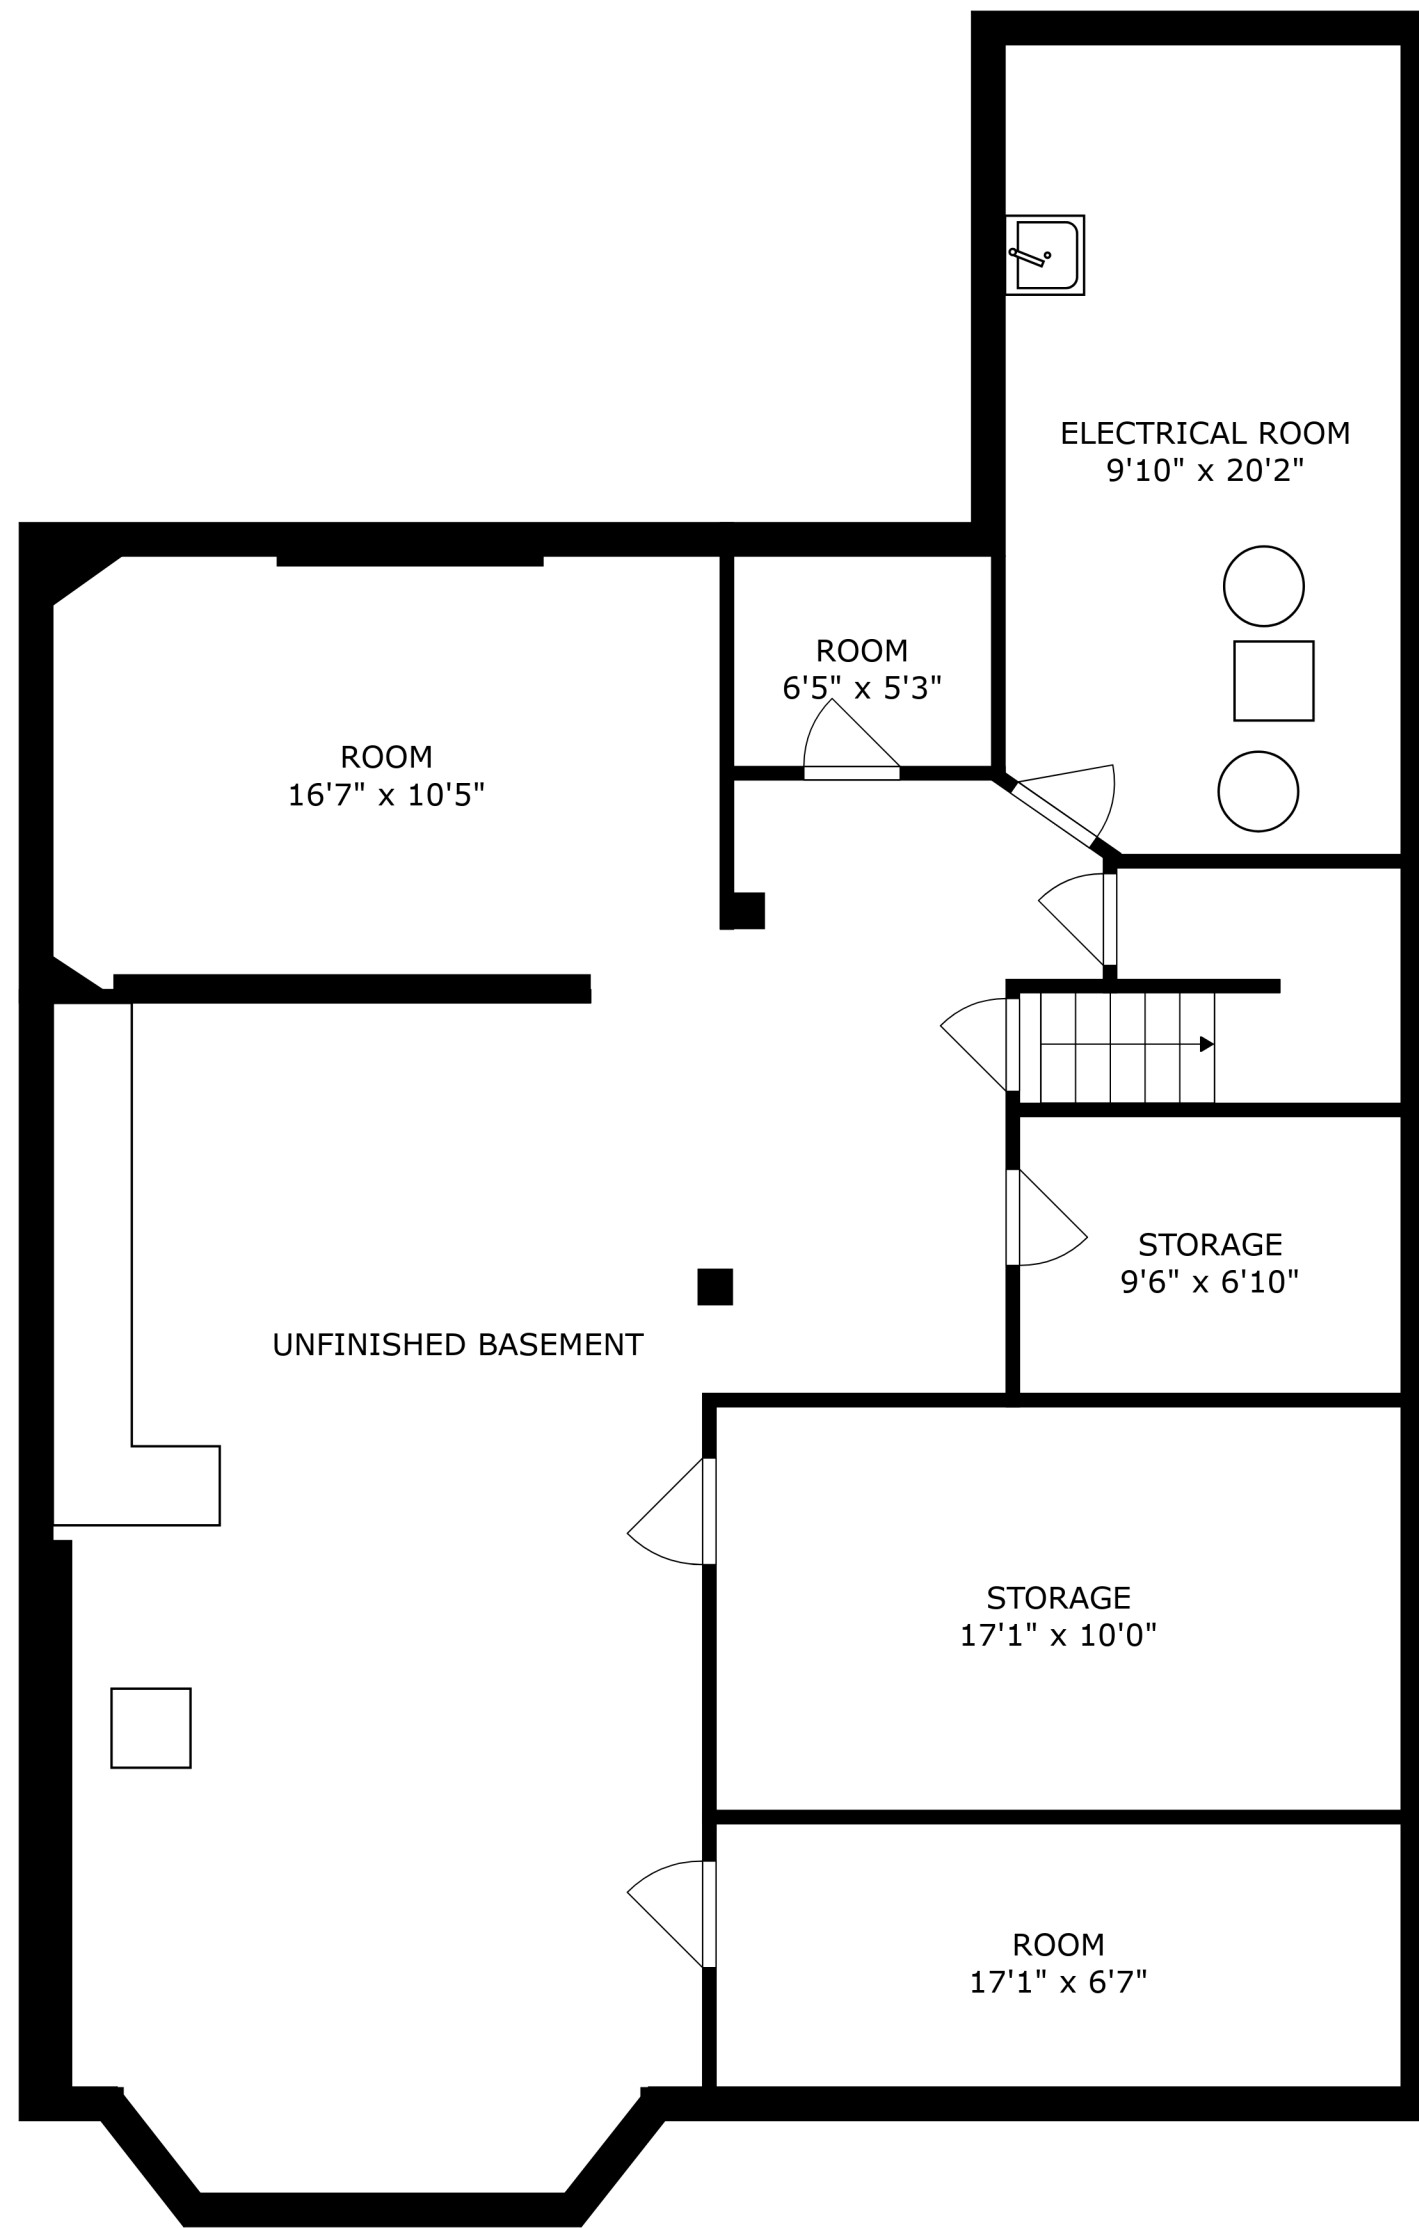 ELECTRICAL ROOM
9'10" x 20'2"
ROOM
6'5" x 5'3"
ROOM
16'7" x 10'5"
STORAGE
9'6" x 6'10"
UNFINISHED BASEMENT
STORAGE
17'1" x 10'0"
ROOM
17'1" x 6'7"